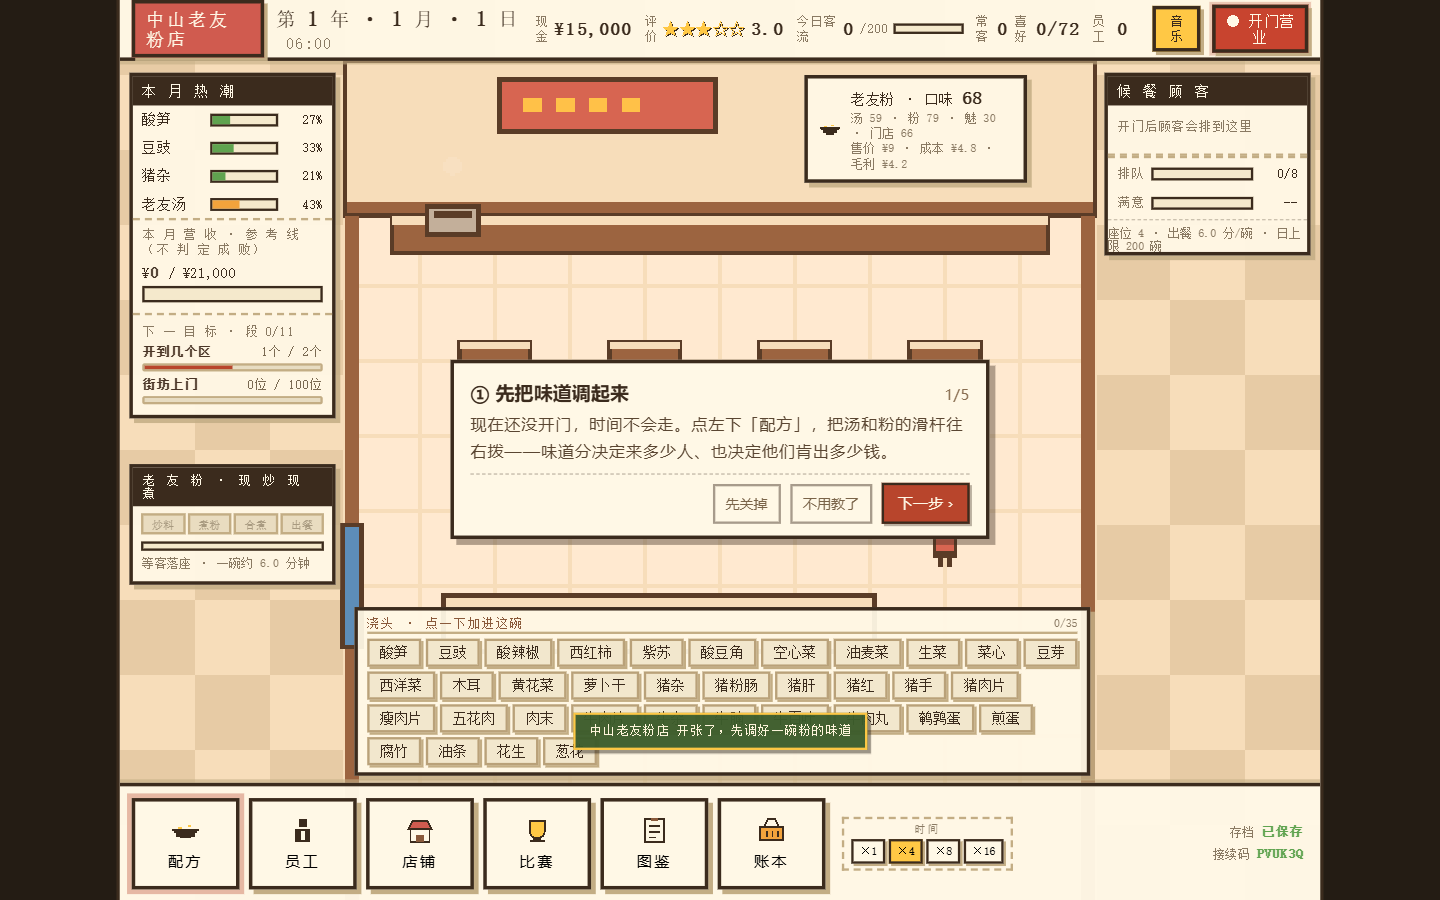 中山老友粉店
第 1 年 · 1 月 · 1 日
06:00
现金 ¥15,000
评价 3.0
今日客流 0 /200
常客 0
喜好 0/72
员工 0
音乐
开门营业
本月热潮
酸笋 27%
豆豉 33%
猪杂 21%
老友汤 43%
本月营收 · 参考线
（不判定成败）
¥0 / ¥21,000
下一目标 · 段 0/11
开到几个区 1个 / 2个
街坊上门 0位 / 100位
老友粉 · 现炒现煮
炒料 煮粉 合煮 出餐
等客落座 · 一碗约 6.0 分钟
老友粉 · 口味 68
汤 59 · 粉 79 · 魅 30
· 门店 66
售价 ¥9 · 成本 ¥4.8 ·
毛利 ¥4.2
候餐顾客
开门后顾客会排到这里
排队 0/8
满意 --
座位 4 · 出餐 6.0 分/碗 · 日上
限 200 碗
① 先把味道调起来 1/5
现在还没开门，时间不会走。点左下「配方」，把汤和粉的滑杆往
右拨——味道分决定来多少人、也决定他们肯出多少钱。
先关掉 不用教了 下一步 ›
浇头 · 点一下加进这碗 0/35
酸笋 豆豉 酸辣椒 西红柿 紫苏 酸豆角 空心菜 油麦菜 生菜 菜心 豆芽
西洋菜 木耳 黄花菜 萝卜干 猪杂 猪粉肠 猪肝 猪红 猪手 猪肉片
瘦肉片 五花肉 肉末 鹌鹑蛋 煎蛋
腐竹 油条 花生 葱花
中山老友粉店 开张了，先调好一碗粉的味道
配方 员工 店铺 比赛 图鉴 账本
时间
×1 ×4 ×8 ×16
存档 已保存
接续码 PVUK3Q